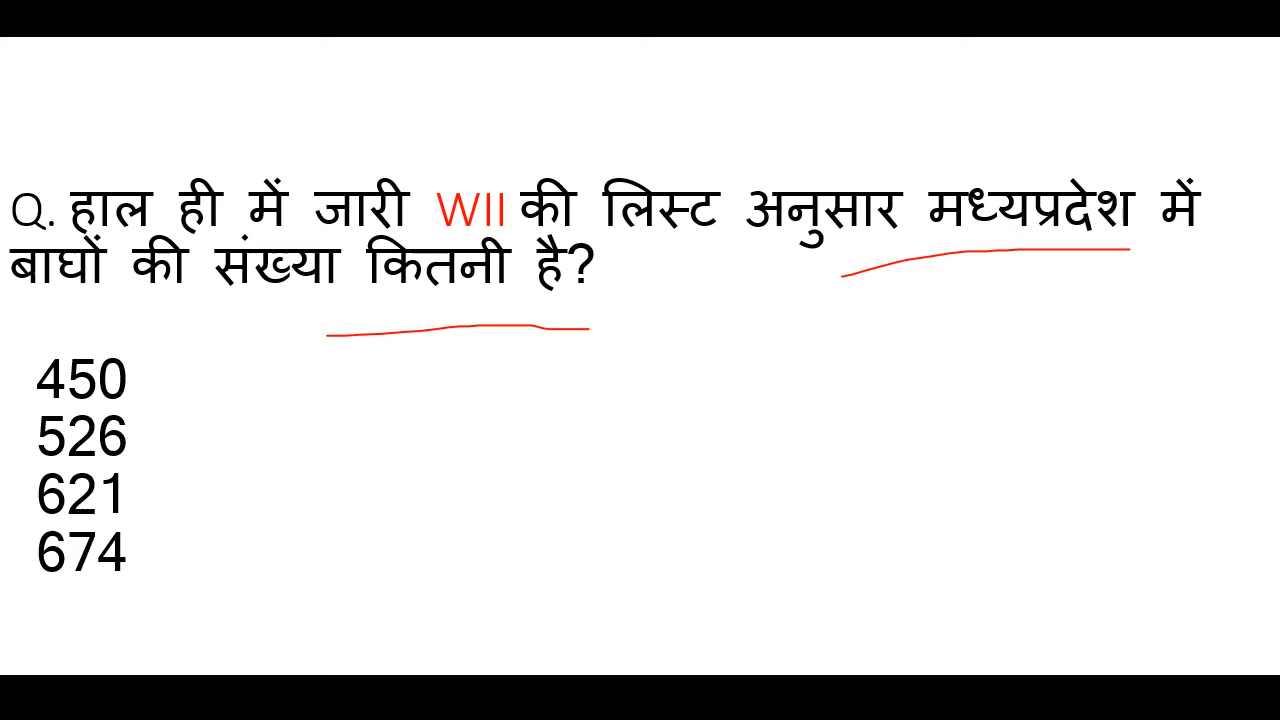 Q. हाल ही में जारी WII की लिस्ट अनुसार मध्यप्रदेश में
बाघों की संख्या कितनी है?
450
526
621
674